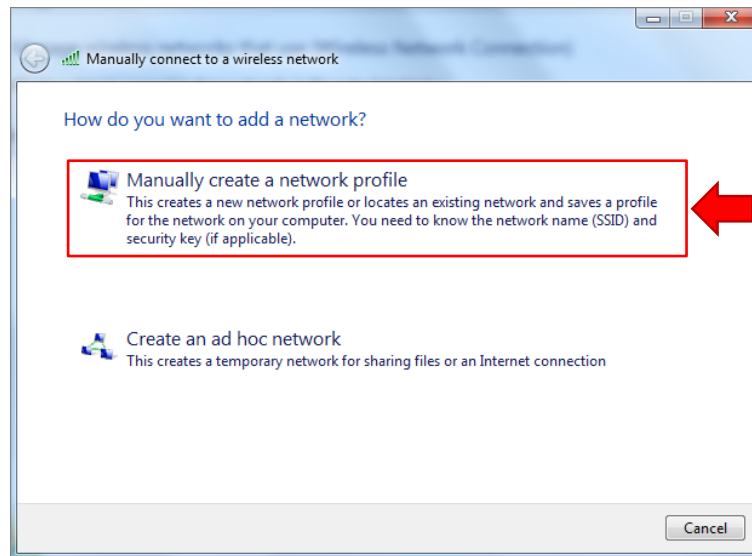 Manually connect to a wireless network
How do you want to add a network?
Manually create a network profile
This creates a new network profile or locates an existing network and saves a profile
for the network on your computer. You need to know the network name (SSID) and
security key (if applicable).
Create an ad hoc network
This creates a temporary network for sharing files or an Internet connection
Cancel